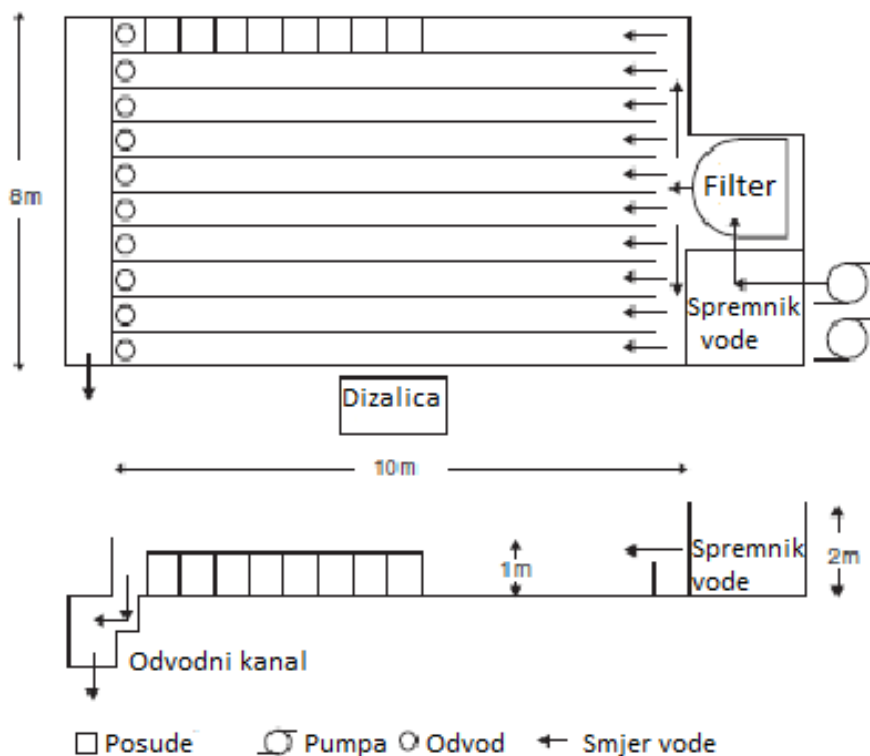 8m
Filter
Spremnik
vode
Dizalica
10m
1m
Spremnik
vode
2m
Odvodni kanal
Posude Pumpa Odvod Smjer vode